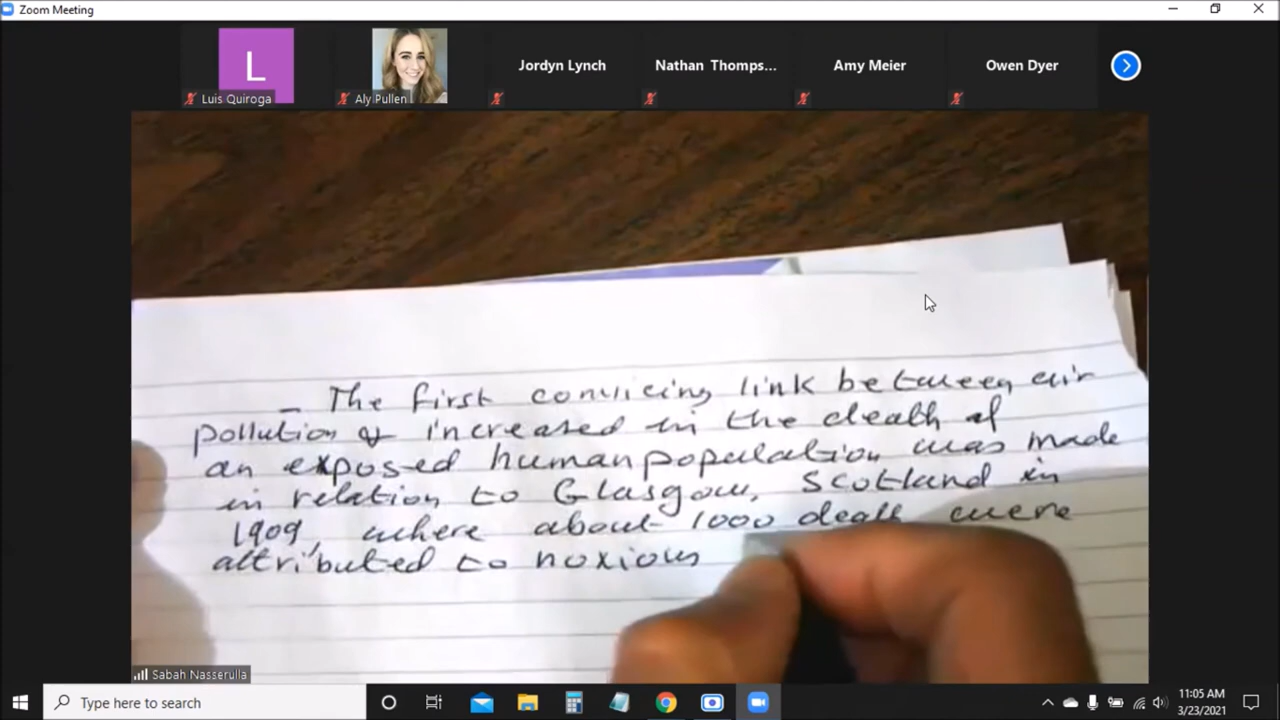 Zoom Meeting
L
Luis Quiroga
Aly Pullen
Jordyn Lynch
Nathan Thomps...
Amy Meier
Owen Dyer
- The first convicing link between air
pollution & increased in the death of
an exposed human population was made
in relation to Glasgow, Scotland in
1909, where about 1000 death were
attributed to noxious
Sabah Nasserulla
Type here to search
11:05 AM
3/23/2021